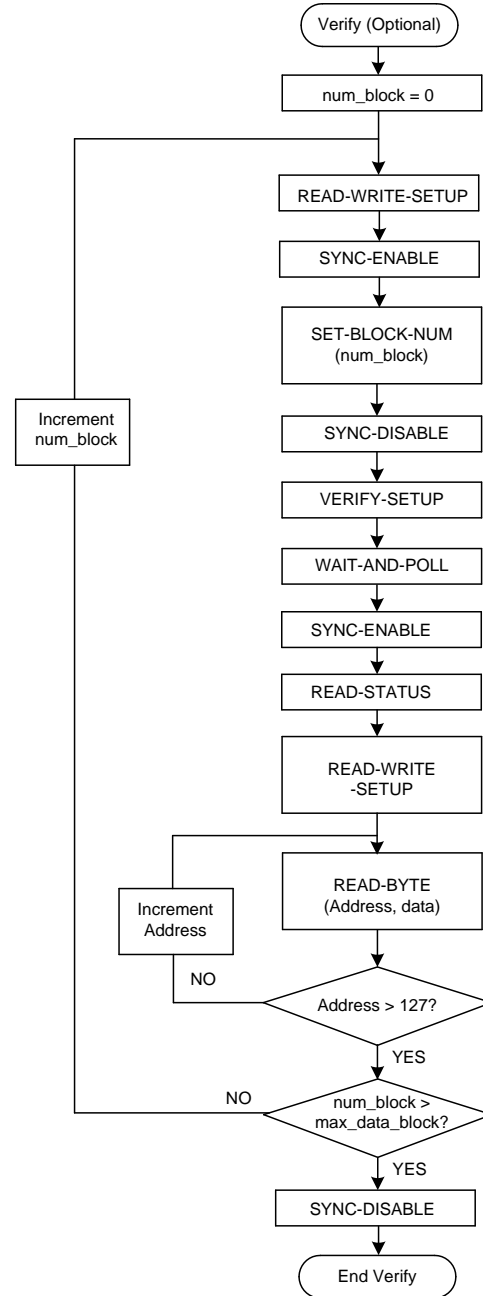 Verify (Optional)
num_block = 0
READ-WRITE-SETUP
SYNC-ENABLE
SET-BLOCK-NUM
(num_block)
Increment
num_block
SYNC-DISABLE
VERIFY-SETUP
WAIT-AND-POLL
SYNC-ENABLE
READ-STATUS
READ-WRITE
-SETUP
READ-BYTE
(Address, data)
Increment
Address
NO
Address > 127?
YES
NO
num_block >
max_data_block?
YES
SYNC-DISABLE
End Verify